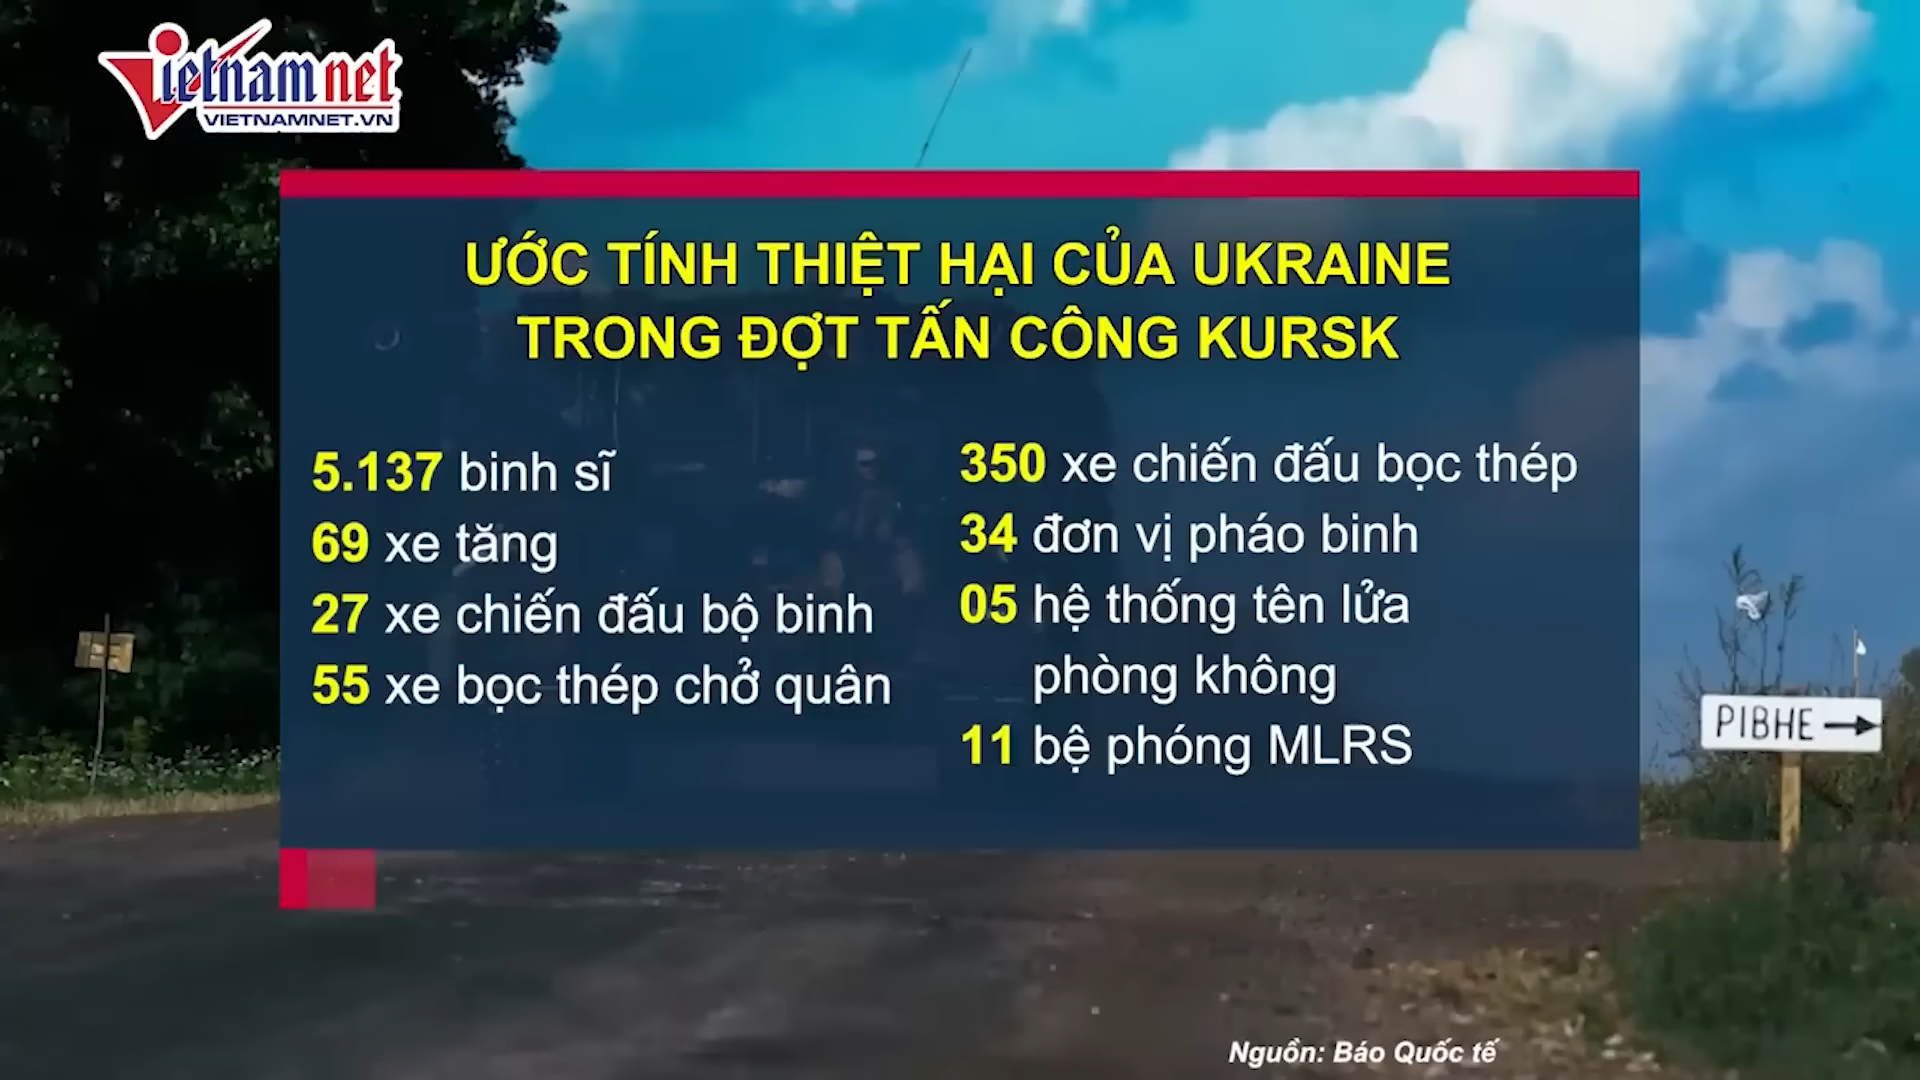 vietnamnet
VIETNAMNET.VN
ƯỚC TÍNH THIỆT HẠI CỦA UKRAINE
TRONG ĐỢT TẤN CÔNG KURSK
5.137 binh sĩ
69 xe tăng
27 xe chiến đấu bộ binh
55 xe bọc thép chở quân
350 xe chiến đấu bọc thép
34 đơn vị pháo binh
05 hệ thống tên lửa
phòng không
11 bệ phóng MLRS
РІВНЕ
Nguồn: Báo Quốc tế